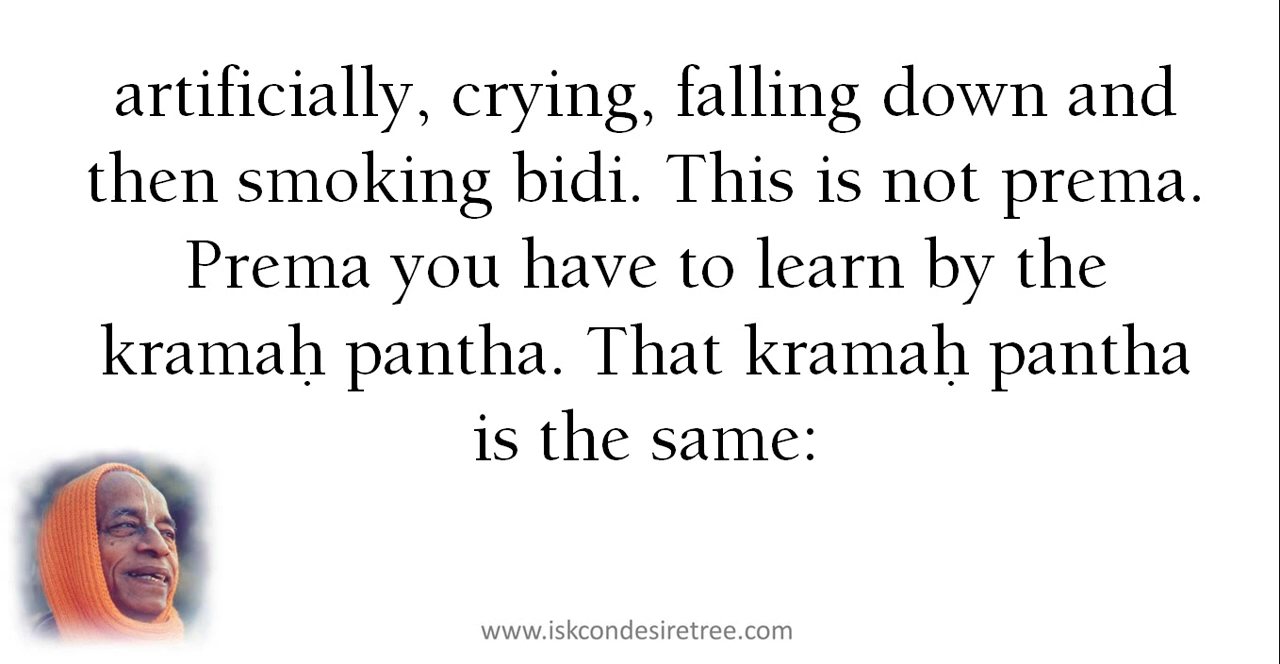 artificially, crying, falling down and
then smoking bidi. This is not prema.
Prema you have to learn by the
kramaḥ pantha. That kramaḥ pantha
is the same:
www.iskcondesiretree.com